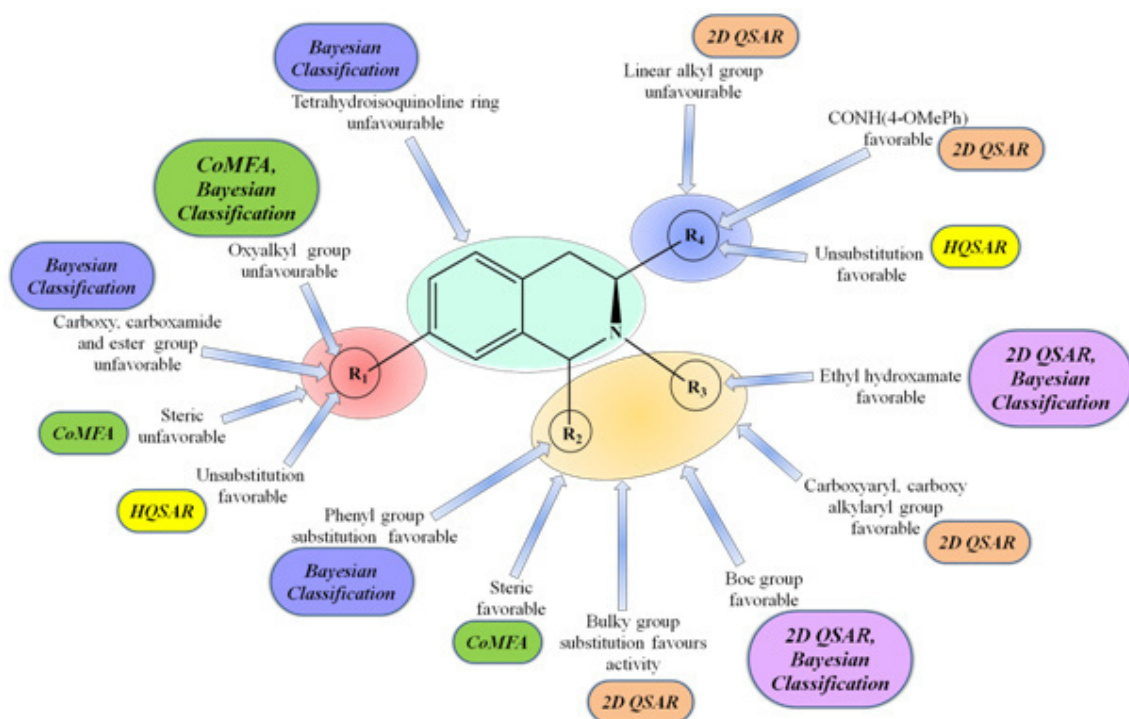 Bayesian
Classification
Tetrahydroisoquinoline ring
unfavourable
2D QSAR
Linear alkyl group
unfavourable
CONH(4-OMePh)
favorable
2D QSAR
CoMFA,
Bayesian
Classification
Oxyalkyl group
unfavourable
Bayesian
Classification
Carboxy, carboxamide
and ester group
unfavorable
R4
Unsubstitution
favorable
HQSAR
N
R1
R3
R2
Ethyl hydroxamate
favorable
2D QSAR,
Bayesian
Classification
Steric
unfavorable
CoMFA
Unsubstitution
favorable
HQSAR
Phenyl group
substitution favorable
Bayesian
Classification
Steric
favorable
CoMFA
Bulky group
substitution favours
activity
2D QSAR
Boc group
favorable
2D QSAR,
Bayesian
Classification
Carboxyaryl, carboxy
alkylaryl group
favorable
2D QSAR